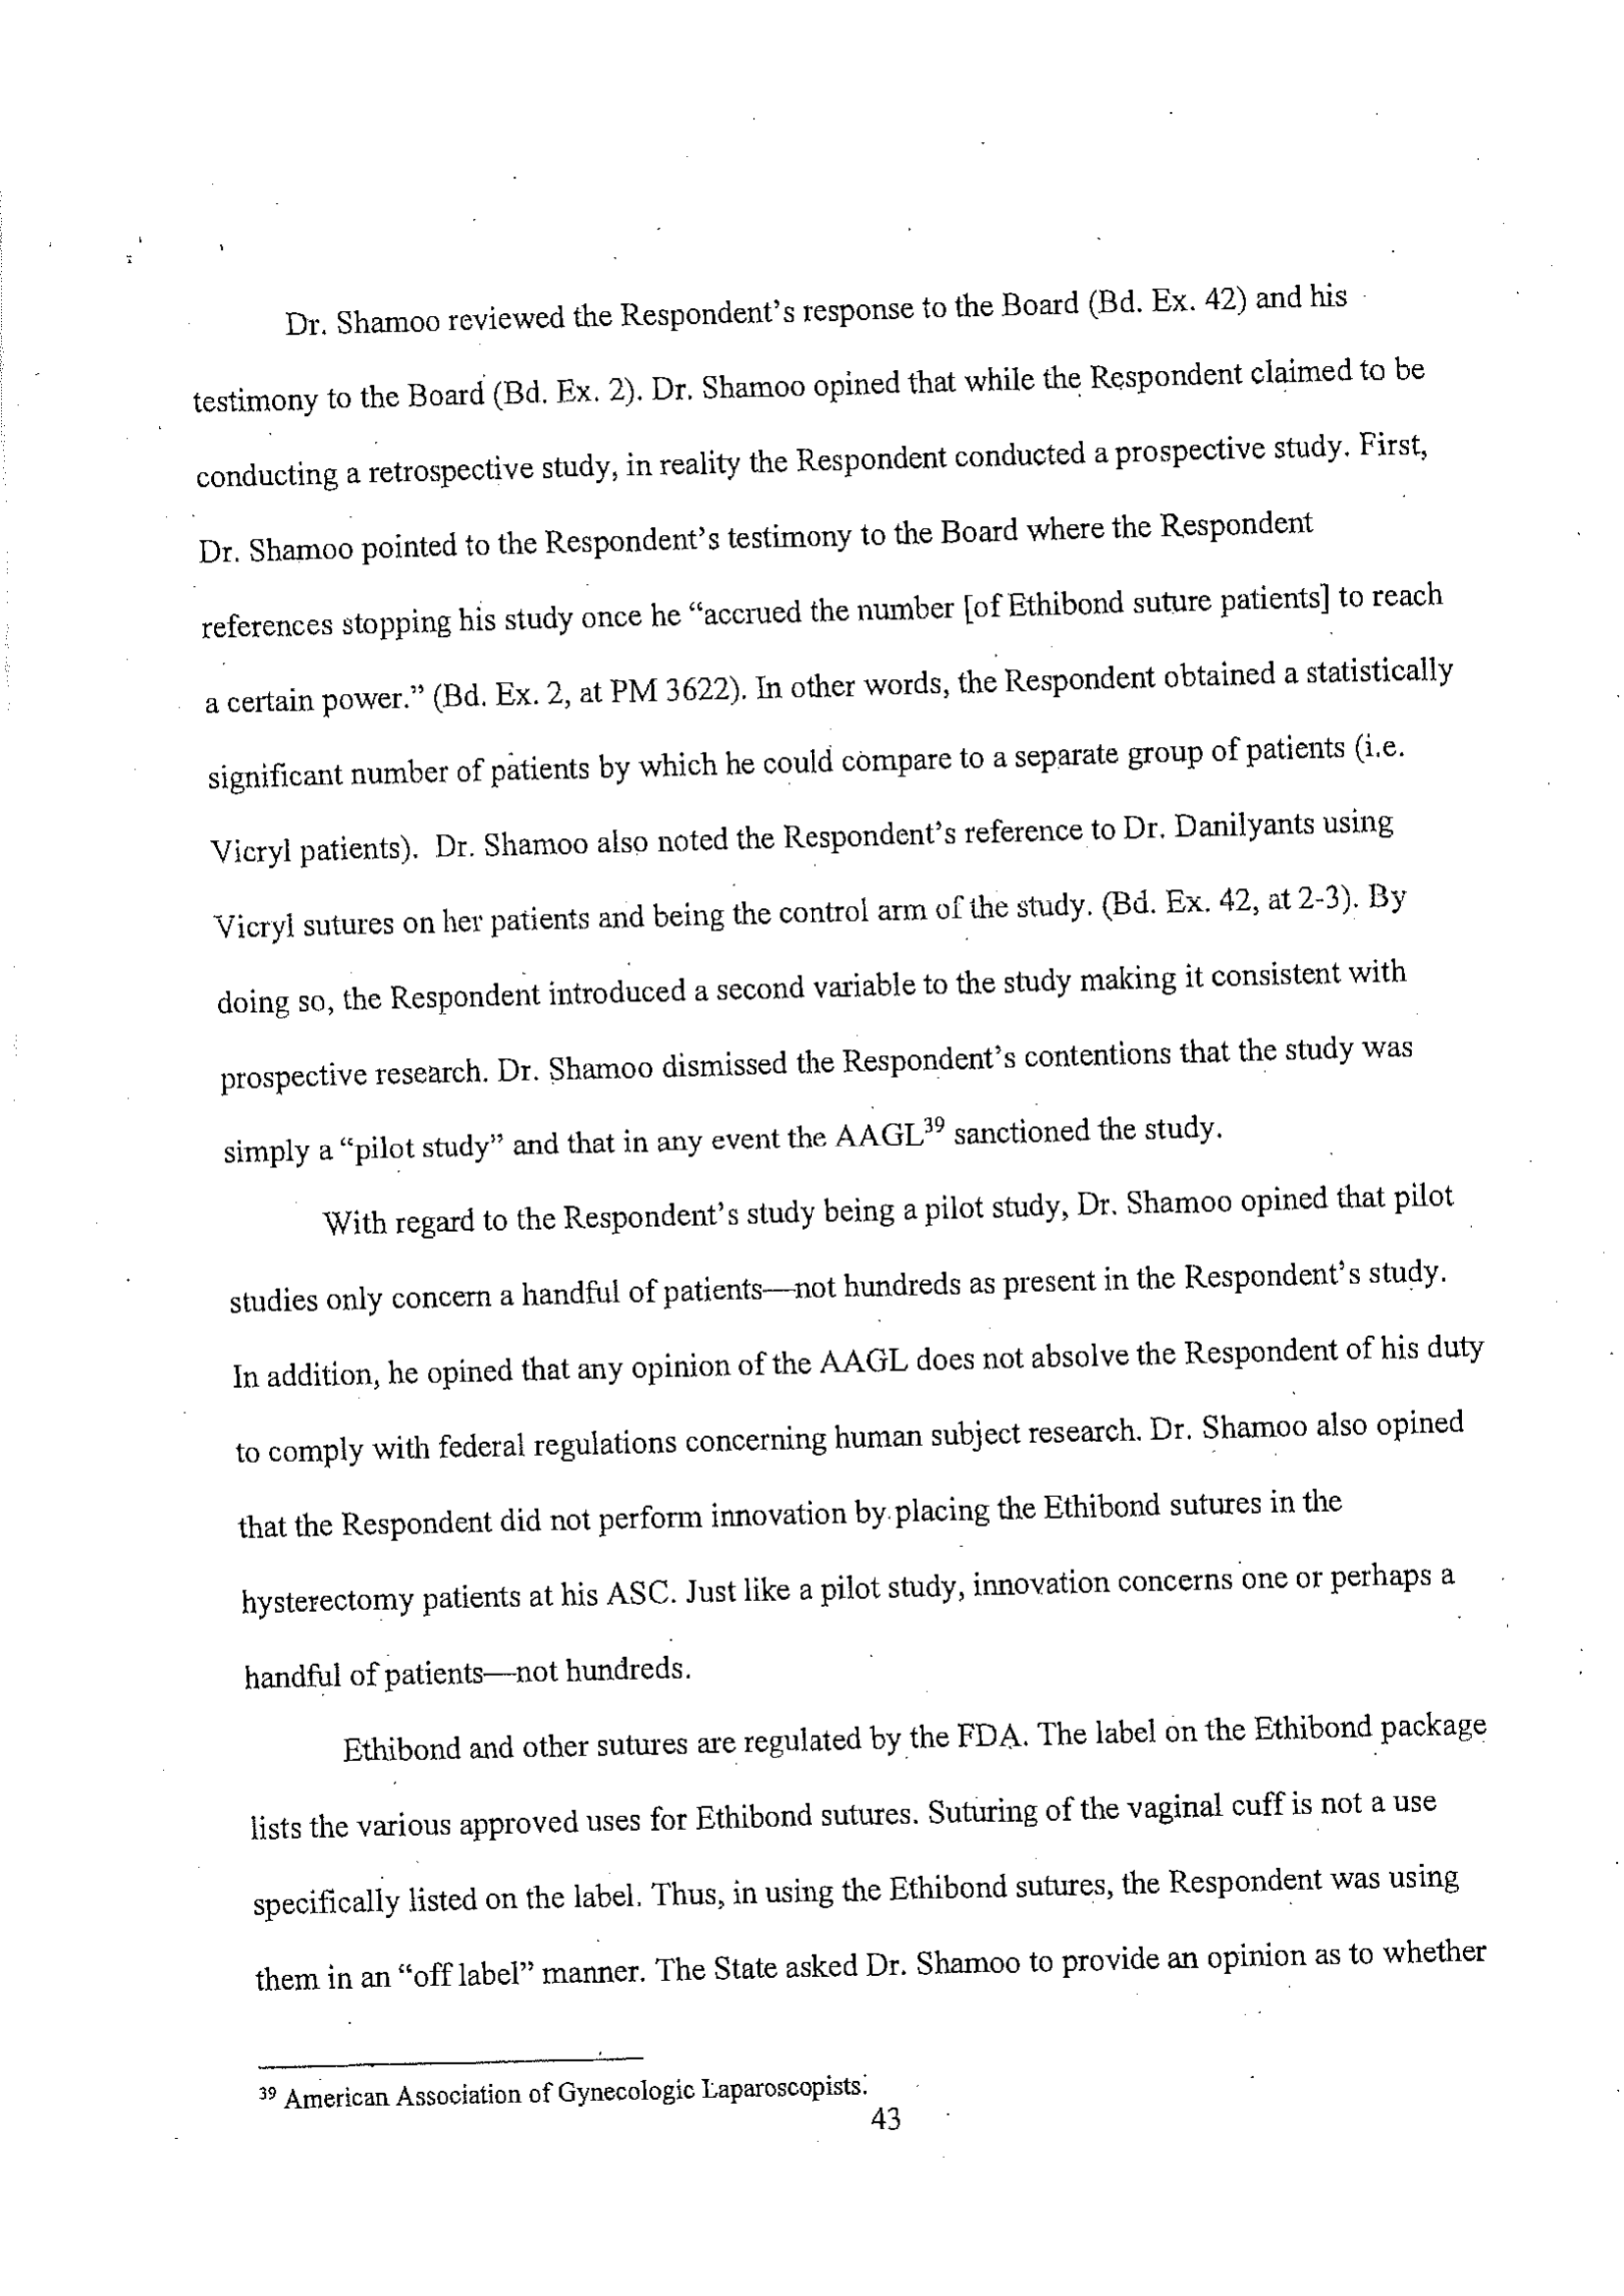 Dr. Shamoo reviewed the Respondent's response to the Board (Bd. Ex. 42) and his
testimony to the Board (Bd. Ex. 2). Dr. Shamoo opined that while the Respondent claimed to be
conducting a retrospective study, in reality the Respondent conducted a prospective study. First,
Dr. Shamoo pointed to the Respondent's testimony to the Board where the Respondent
references stopping his study once he “accrued the number [of Ethibond suture patients] to reach
a certain power.” (Bd. Ex. 2, at PM 3622). In other words, the Respondent obtained a statistically
significant number of patients by which he could compare to a separate group of patients (i.e.
Vicryl patients). Dr. Shamoo also noted the Respondent's reference to Dr. Danilyants using
Vicryl sutures on her patients and being the control arm of the study. (Bd. Ex. 42, at 2-3). By
doing so, the Respondent introduced a second variable to the study making it consistent with
prospective research. Dr. Shamoo dismissed the Respondent's contentions that the study was
simply a “pilot study” and that in any event the AAGL39 sanctioned the study.
With regard to the Respondent's study being a pilot study, Dr. Shamoo opined that pilot
studies only concern a handful of patients—not hundreds as present in the Respondent's study.
In addition, he opined that any opinion of the AAGL does not absolve the Respondent of his duty
to comply with federal regulations concerning human subject research. Dr. Shamoo also opined
that the Respondent did not perform innovation by placing the Ethibond sutures in the
hysterectomy patients at his ASC. Just like a pilot study, innovation concerns one or perhaps a
handful of patients—not hundreds.
Ethibond and other sutures are regulated by the FDA. The label on the Ethibond package
lists the various approved uses for Ethibond sutures. Suturing of the vaginal cuff is not a use
specifically listed on the label. Thus, in using the Ethibond sutures, the Respondent was using
them in an “off label” manner. The State asked Dr. Shamoo to provide an opinion as to whether
39 American Association of Gynecologic Laparoscopists.
43